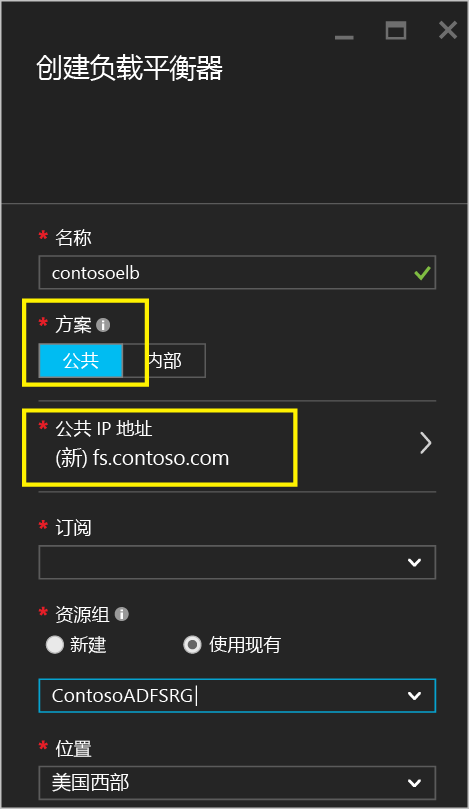 创建负载平衡器
* 名称
contosoelb
* 方案
公共 内部
* 公共 IP 地址
(新) fs.contoso.com
* 订阅
* 资源组
新建 使用现有
ContosoADFSRG
* 位置
美国西部